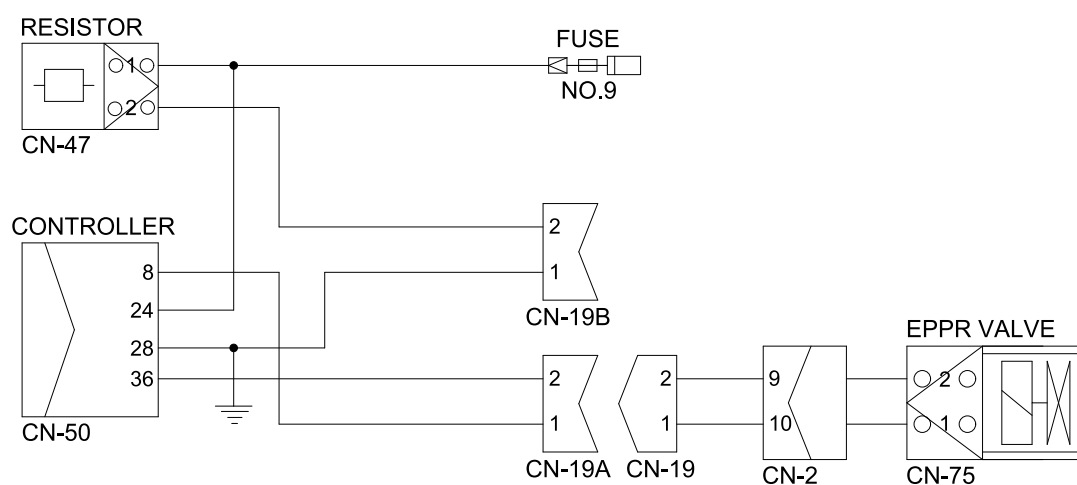 RESISTOR
1
2
CN-47
FUSE
NO.9
CONTROLLER
8
24
28
36
CN-50
2
1
CN-19B
2
1
CN-19A
2
1
CN-19
9
10
CN-2
EPPR VALVE
2
1
CN-75